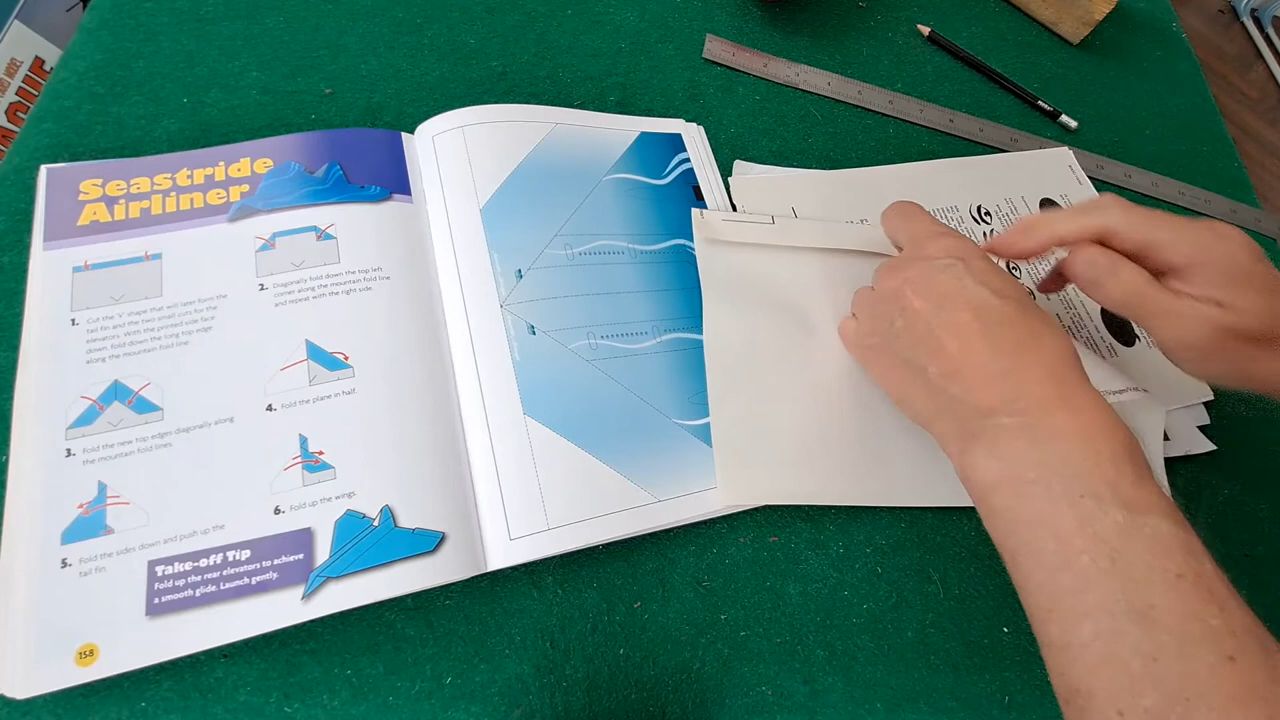 Seastride
Airliner
1. Cut the 'V' shape that will later form the
tail fin and the two small cuts for the
elevators. With the printed side face
down, fold down the long top edge
along the mountain fold line.
2. Diagonally fold down the top left
corner along the mountain fold line
and repeat with the right side.
3. Fold the new top edges diagonally along
the mountain fold lines.
4. Fold the plane in half.
5. Fold the sides down and push up the
tail fin.
6. Fold up the wings.
Take-off Tip
Fold up the rear elevators to achieve
a smooth glide. Launch gently.
158